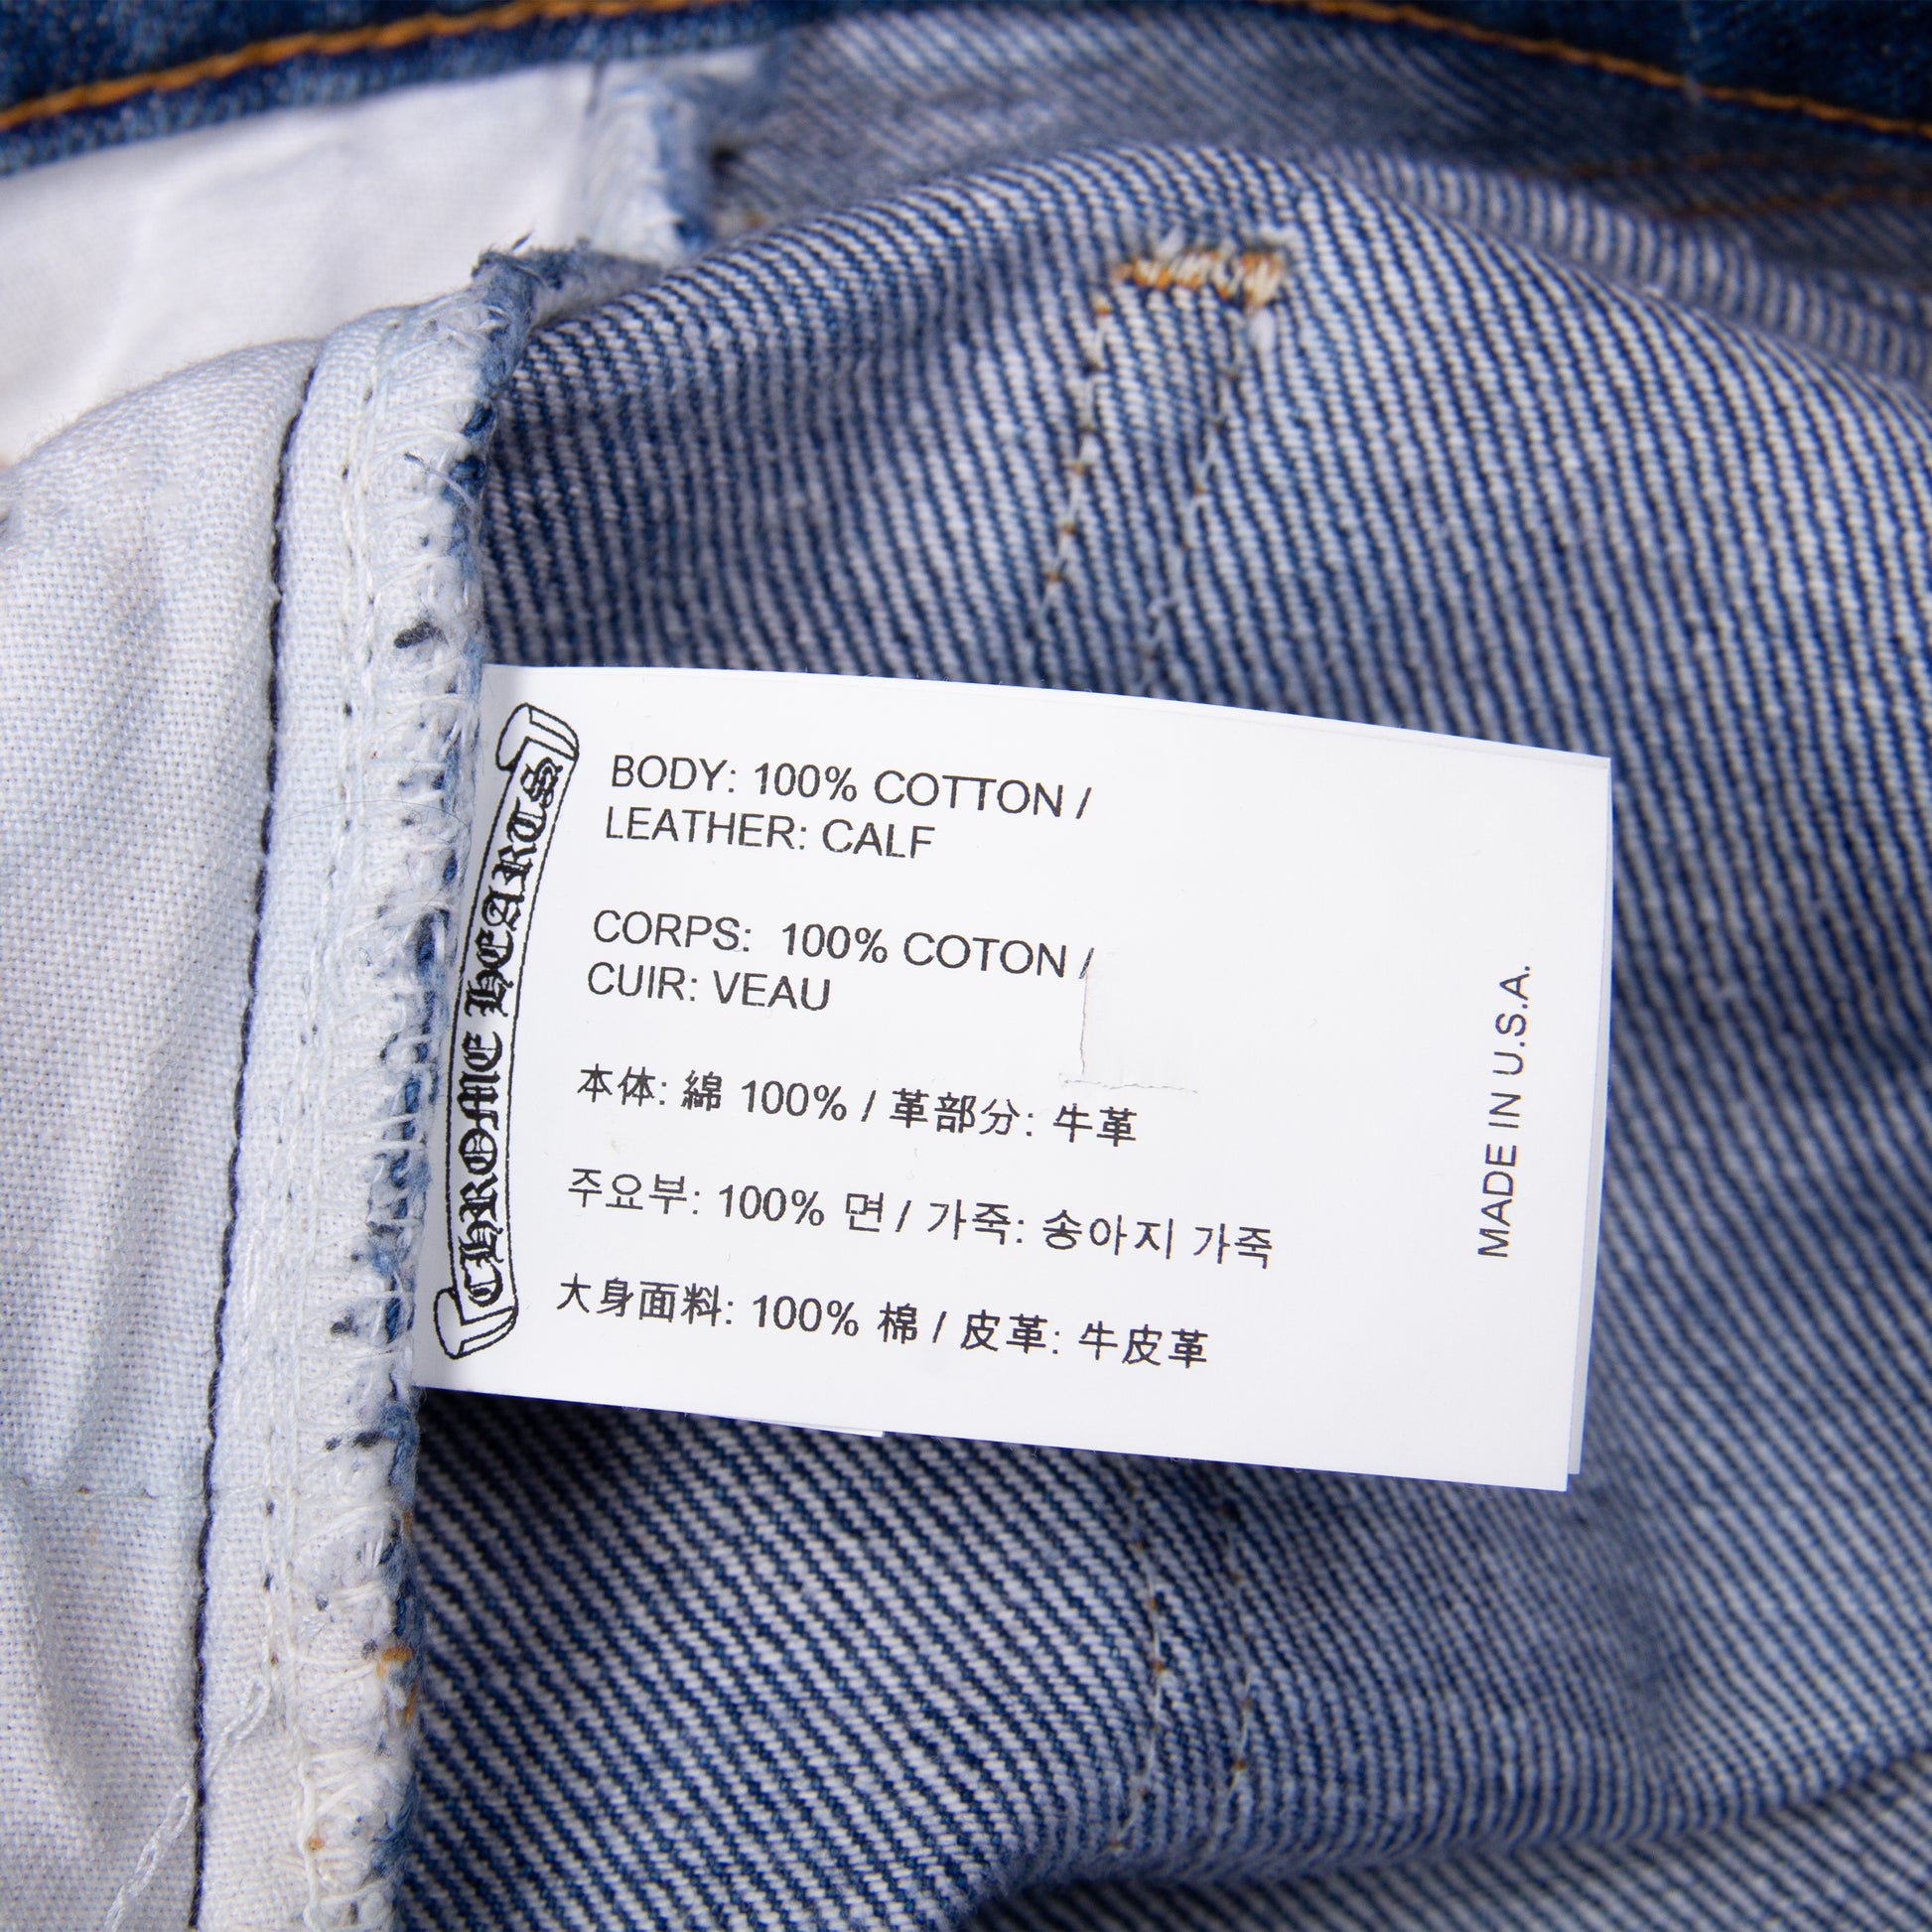 CHROME HEARTS
BODY: 100% COTTON /
LEATHER: CALF
CORPS: 100% COTON /
CUIR: VEAU
本体: 綿 100% / 革部分: 牛革
주요부: 100% 면 / 가죽: 송아지 가죽
大身面料: 100% 棉 / 皮革: 牛皮革
MADE IN U.S.A.